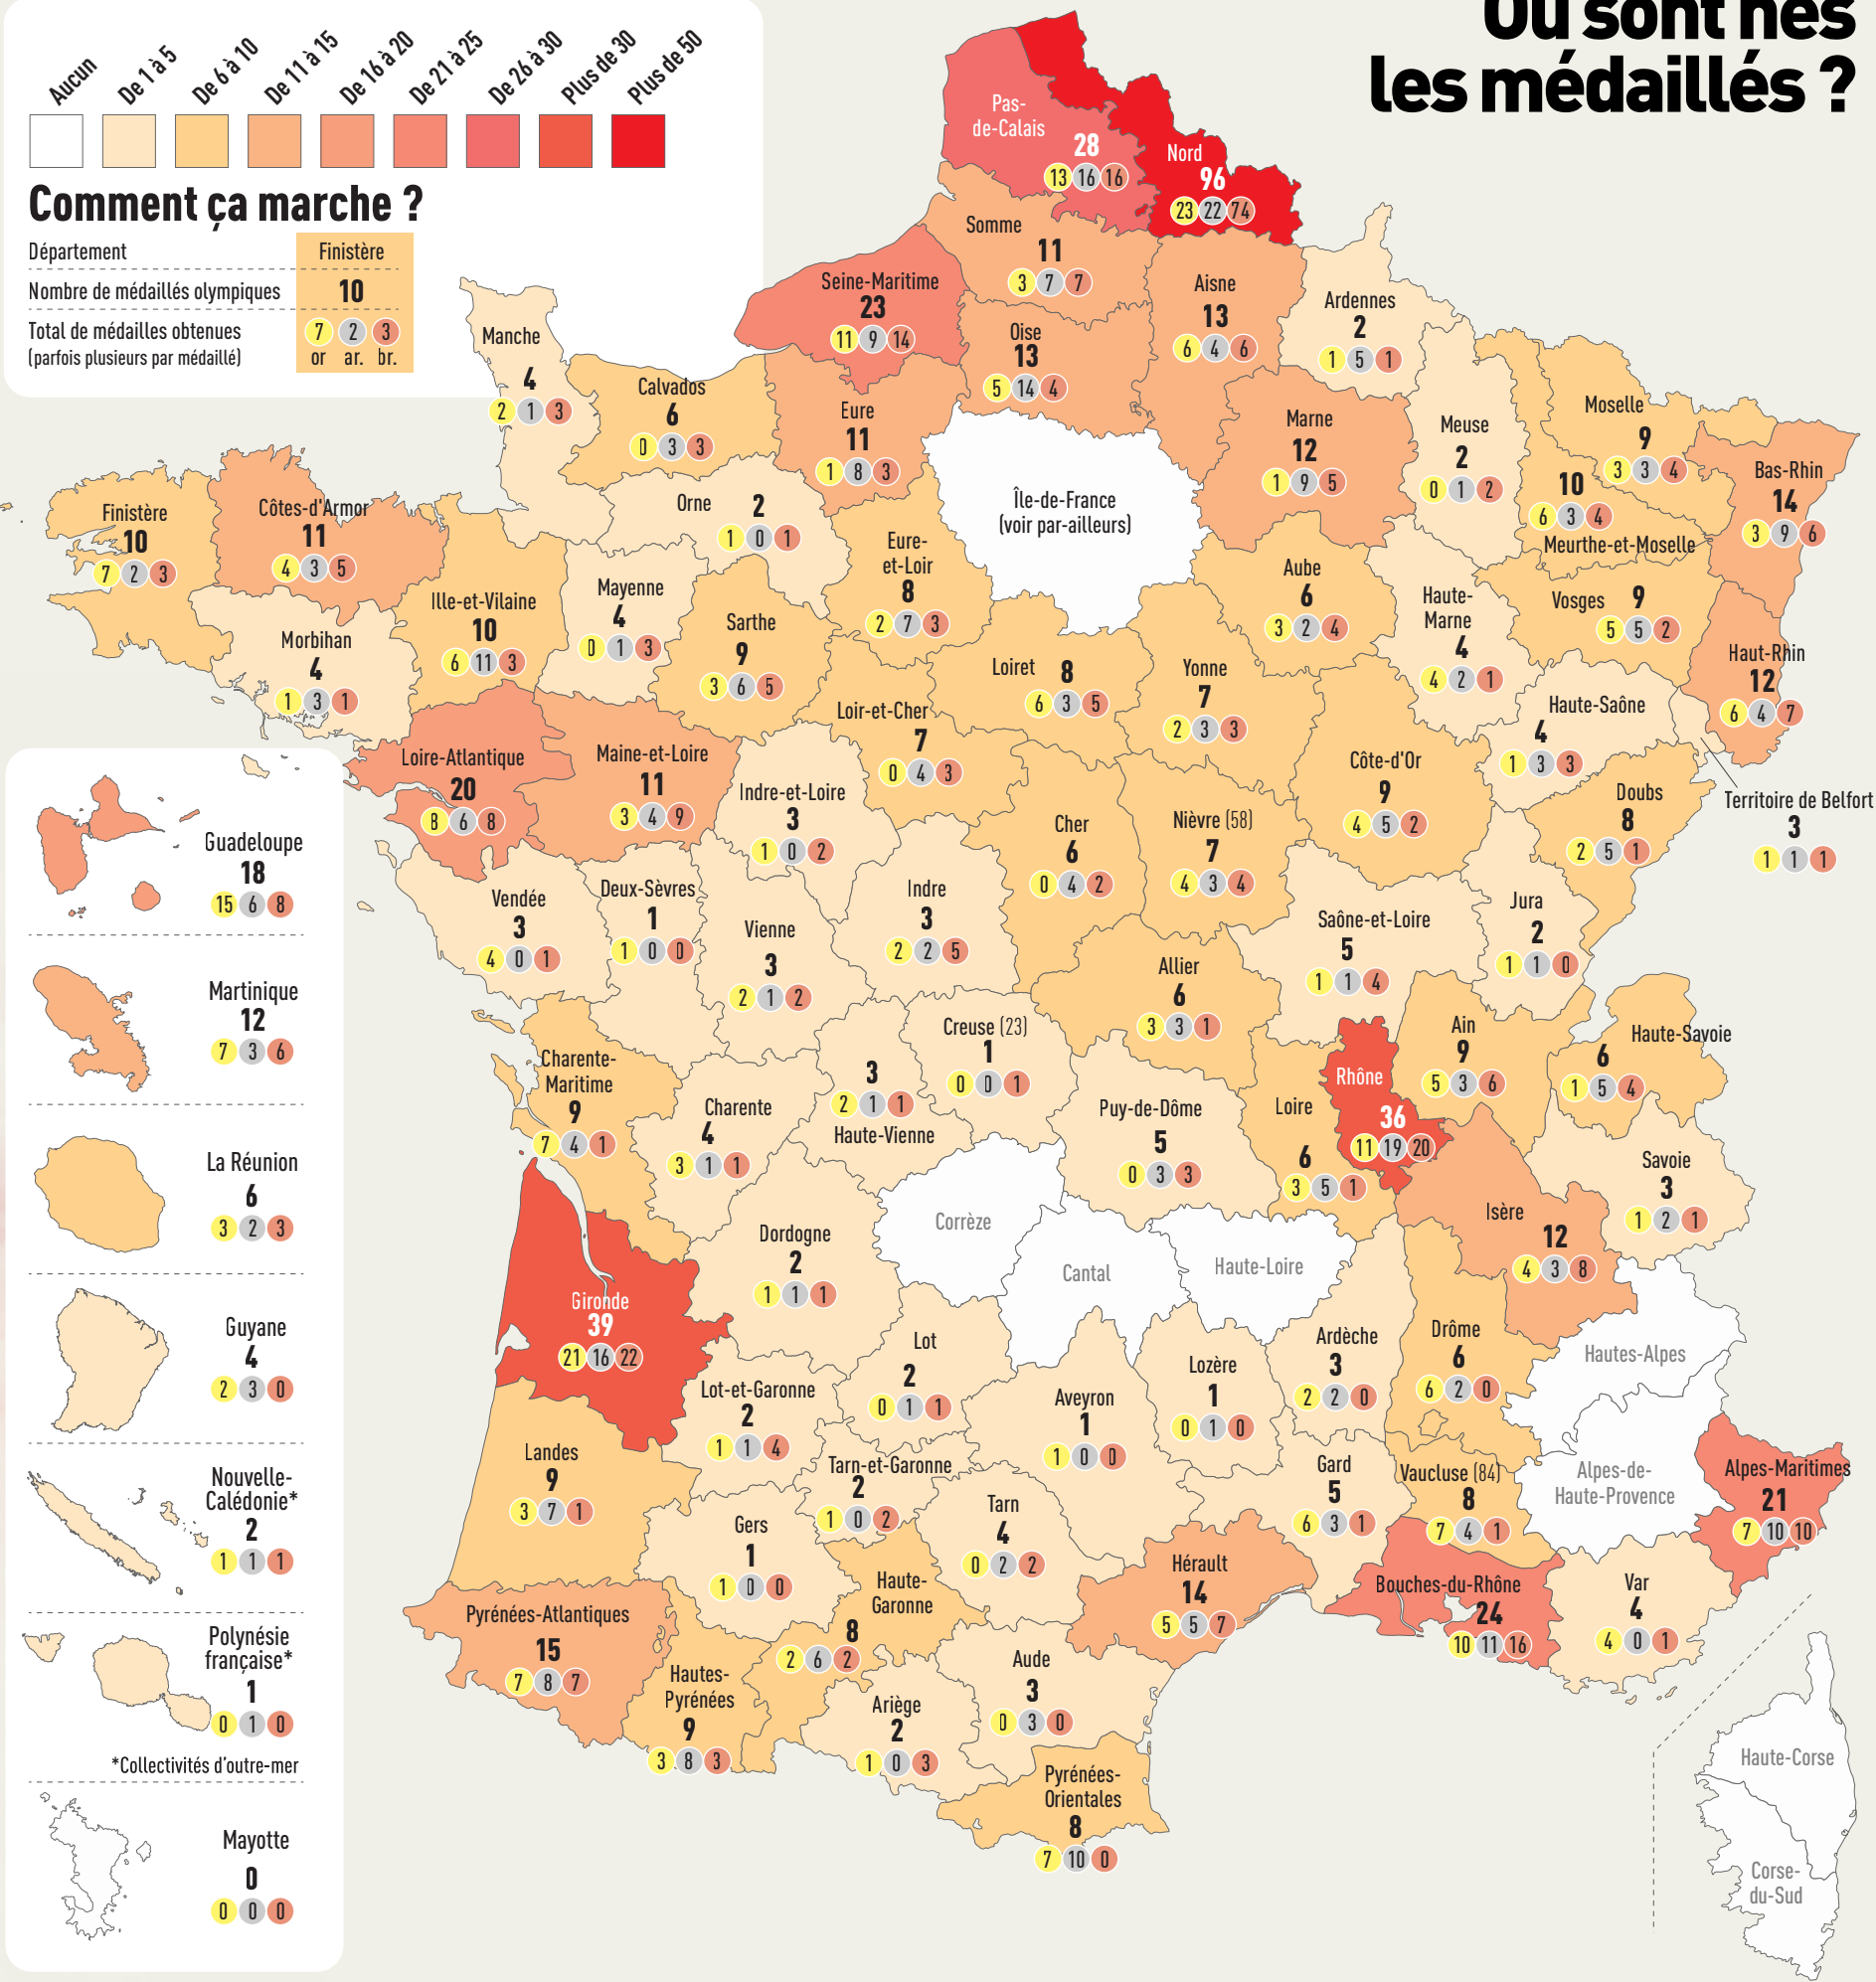 Où sont nés
les médaillés ?
Aucun
De 1 à 5
De 6 à 10
De 11 à 15
De 16 à 20
De 21 à 25
De 26 à 30
Plus de 30
Plus de 50
Comment ça marche ?
Département
Finistère
Nombre de médaillés olympiques
10
Total de médailles obtenues
(parfois plusieurs par médaillé)
7 2 3
or ar. br.
Pas-
de-Calais
28
13 16 16
Nord
96
23 22 74
Somme
11
3 7 7
Seine-Maritime
23
11 9 14
Oise
13
5 14 4
Aisne
13
6 4 6
Ardennes
2
1 5 1
Manche
4
2 1 3
Calvados
6
0 3 3
Eure
11
1 8 3
Marne
12
1 9 5
Meuse
2
0 1 2
Moselle
9
3 3 4
10
6 3 4
Meurthe-et-Moselle
Bas-Rhin
14
3 9 6
Île-de-France
(voir par-ailleurs)
Orne
2
1 0 1
Finistère
10
7 2 3
Côtes-d'Armor
11
4 3 5
Ille-et-Vilaine
10
6 11 3
Morbihan
4
1 3 1
Mayenne
4
0 1 3
Sarthe
9
3 6 5
Eure-
et-Loir
8
2 7 3
Aube
6
3 2 4
Haute-
Marne
4
4 2 1
Vosges
9
5 5 2
Haut-Rhin
12
6 4 7
Loiret
8
6 3 5
Yonne
7
2 3 3
Loir-et-Cher
7
0 4 3
Haute-Saône
4
1 3 3
Territoire de Belfort
3
1 1 1
Loire-Atlantique
20
8 6 8
Maine-et-Loire
11
3 4 9
Indre-et-Loire
3
1 0 2
Cher
6
0 4 2
Nièvre (58)
7
4 3 4
Côte-d'Or
9
4 5 2
Doubs
8
2 5 1
Vendée
3
4 0 1
Deux-Sèvres
1
1 0 0
Vienne
3
2 1 2
Indre
3
2 2 5
Saône-et-Loire
5
1 1 4
Jura
2
1 1 0
Allier
6
3 3 1
Creuse (23)
1
0 0 1
3
2 1 1
Haute-Vienne
Charente-
Maritime
9
7 4 1
Charente
4
3 1 1
Puy-de-Dôme
5
0 3 3
Loire
6
3 5 1
Rhône
36
11 19 20
Ain
9
5 3 6
Haute-Savoie
6
1 5 4
Savoie
3
1 2 1
Isère
12
4 3 8
Corrèze
Cantal
Haute-Loire
Dordogne
2
1 1 1
Gironde
39
21 16 22
Lot
2
0 1 1
Lot-et-Garonne
2
1 1 4
Aveyron
1
1 0 0
Lozère
1
0 1 0
Ardèche
3
2 2 0
Drôme
6
6 2 0
Hautes-Alpes
Alpes-de-
Haute-Provence
Alpes-Maritimes
21
7 10 10
Landes
9
3 7 1
Tarn-et-Garonne
2
1 0 2
Tarn
4
0 2 2
Gard
5
6 3 1
Vaucluse (84)
8
7 4 1
Gers
1
1 0 0
Haute-
Garonne
8
2 6 2
Hérault
14
5 5 7
Bouches-du-Rhône
24
10 11 16
Var
4
4 0 1
Pyrénées-Atlantiques
15
7 8 7
Hautes-
Pyrénées
9
3 8 3
Ariège
2
1 0 3
Aude
3
0 3 0
Pyrénées-
Orientales
8
7 10 0
Haute-Corse
Corse-
du-Sud
Guadeloupe
18
15 6 8
Martinique
12
7 3 6
La Réunion
6
3 2 3
Guyane
4
2 3 0
Nouvelle-
Calédonie*
2
1 1 1
Polynésie
française*
1
0 1 0
*Collectivités d'outre-mer
Mayotte
0
0 0 0